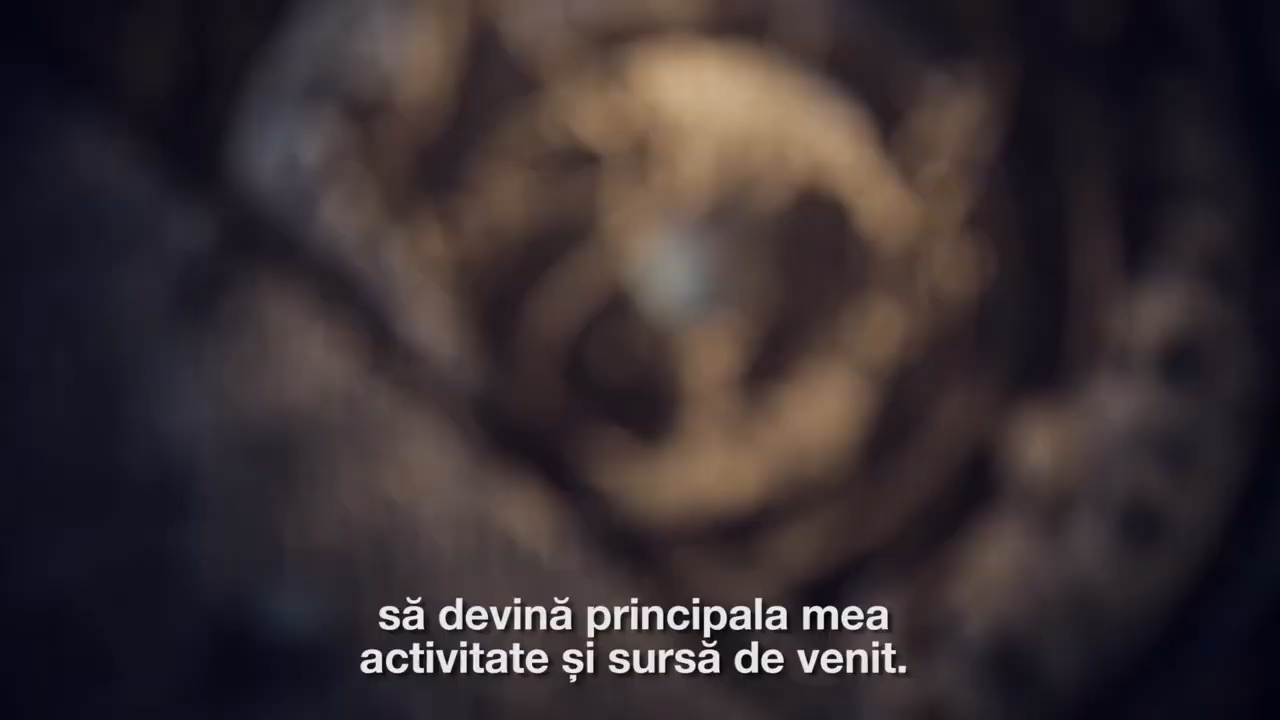 să devină principala mea
activitate și sursă de venit.